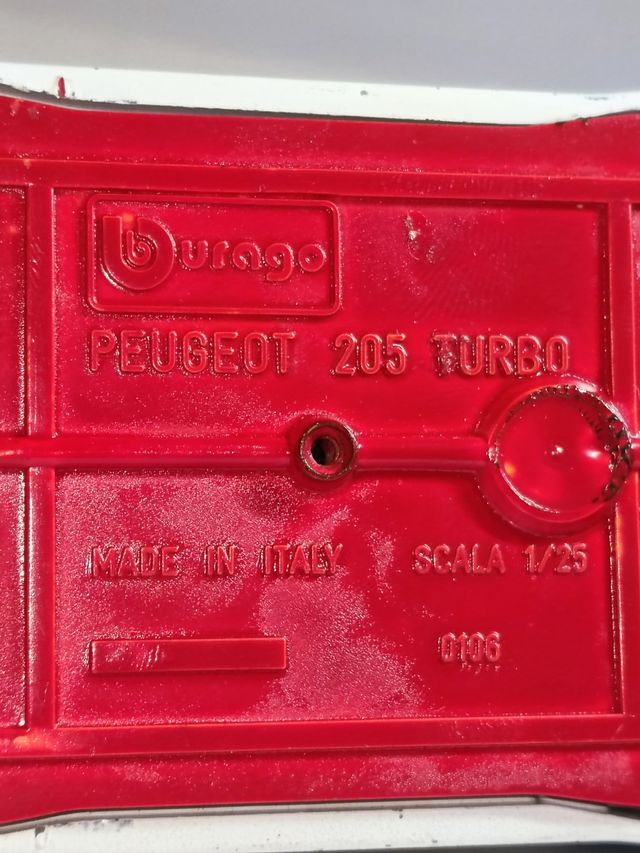 burago
PEUGEOT 205 TURBO
MADE IN ITALY
SCALA 1/25
0106